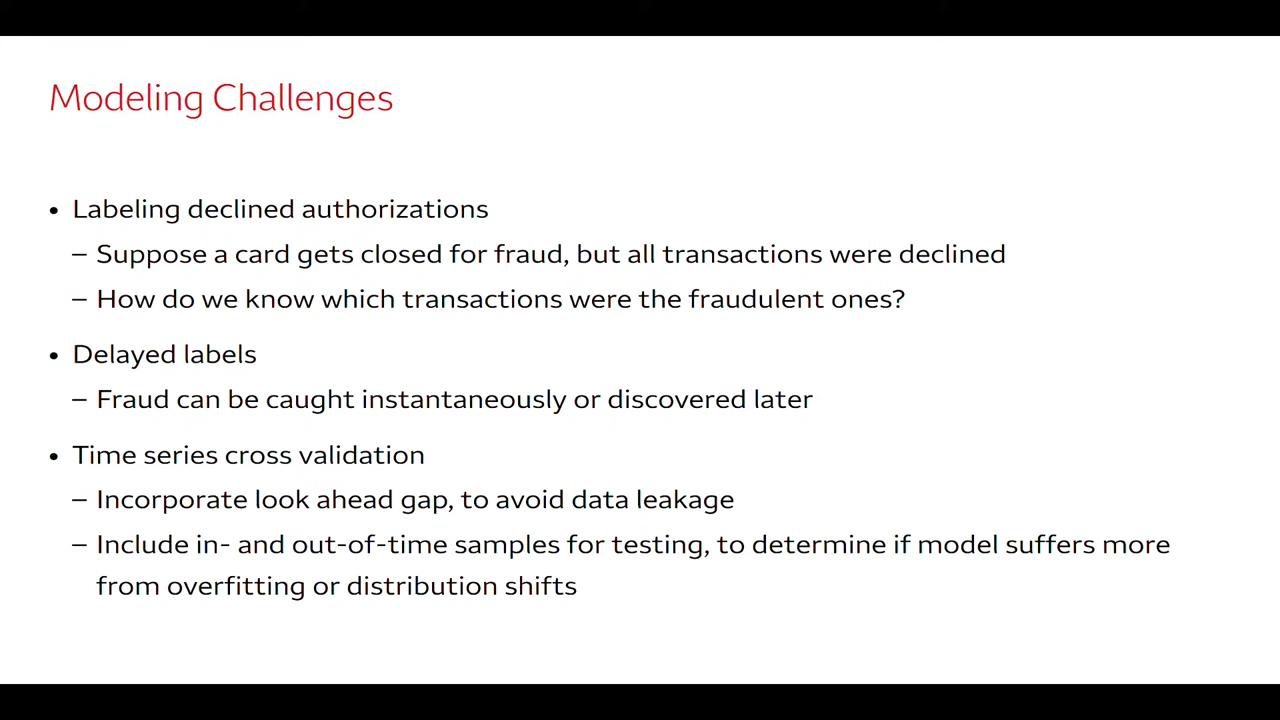 Modeling Challenges
• Labeling declined authorizations
– Suppose a card gets closed for fraud, but all transactions were declined
– How do we know which transactions were the fraudulent ones?
• Delayed labels
– Fraud can be caught instantaneously or discovered later
• Time series cross validation
– Incorporate look ahead gap, to avoid data leakage
– Include in- and out-of-time samples for testing, to determine if model suffers more
from overfitting or distribution shifts